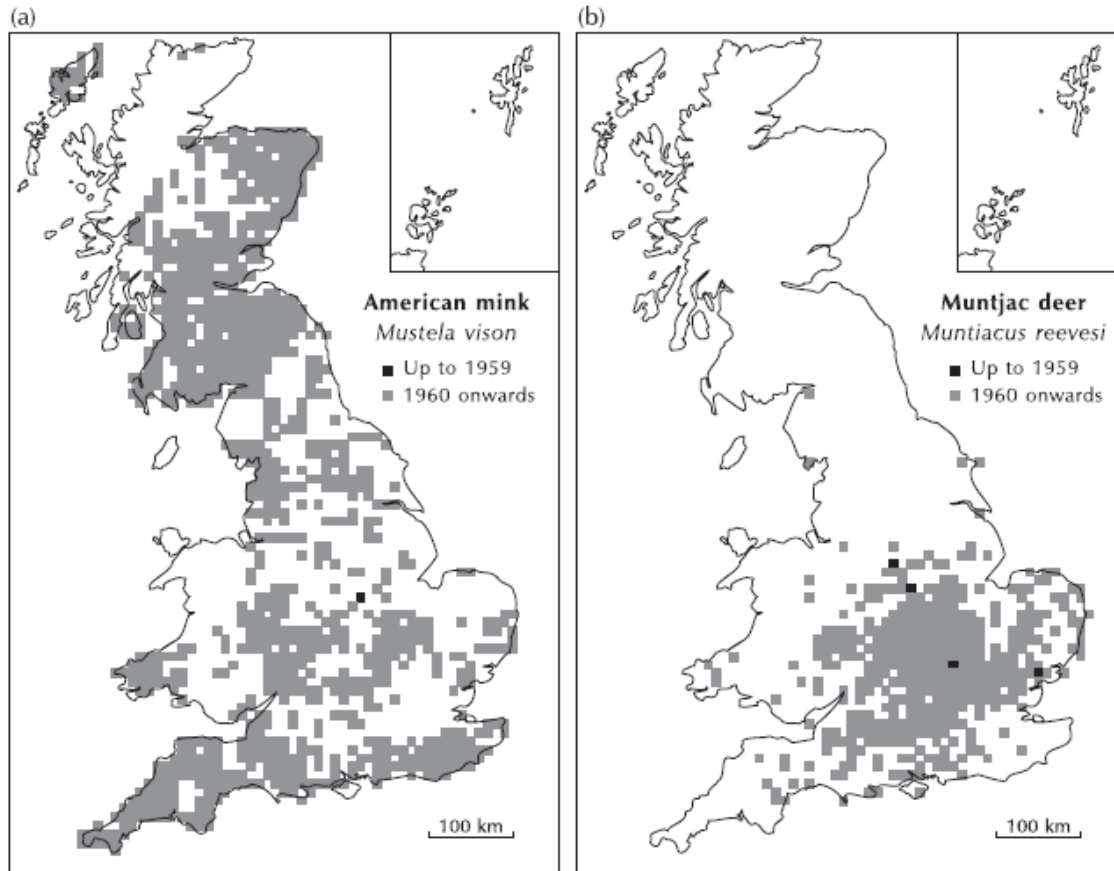 (a)
American mink
Mustela vison
Up to 1959
1960 onwards
100 km
(b)
Muntjac deer
Muntiacus reevesi
Up to 1959
1960 onwards
100 km